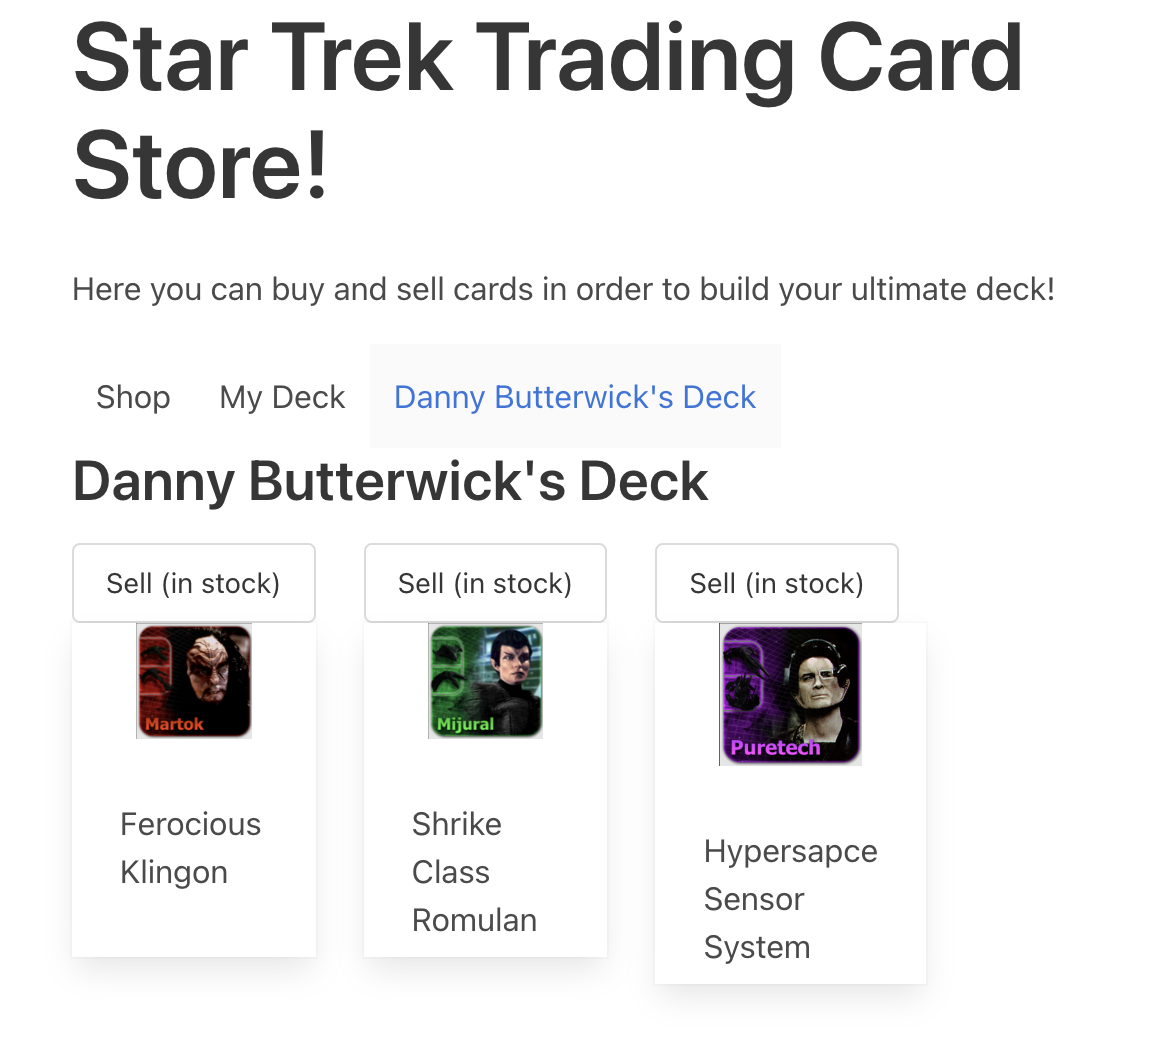 Star Trek Trading Card
Store!
Here you can buy and sell cards in order to build your ultimate deck!
Shop My Deck Danny Butterwick's Deck
Danny Butterwick's Deck
Sell (in stock) Sell (in stock) Sell (in stock)
Martok
Mijural
Puretech
Ferocious
Klingon
Shrike
Class
Romulan
Hypersapce
Sensor
System